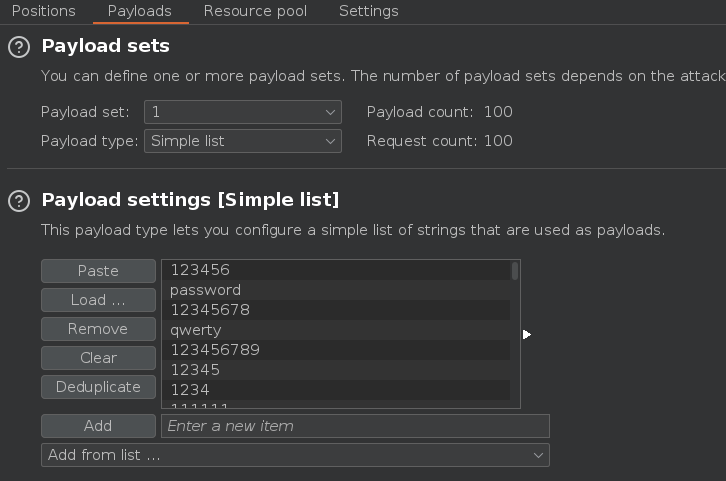 Positions Payloads Resource pool Settings
? Payload sets
You can define one or more payload sets. The number of payload sets depends on the attack
Payload set: 1 Payload count: 100
Payload type: Simple list Request count: 100
? Payload settings [Simple list]
This payload type lets you configure a simple list of strings that are used as payloads.
Paste 123456
password
Load ... 12345678
Remove qwerty
123456789
Clear 12345
Deduplicate 1234
111111
Add Enter a new item
Add from list ...